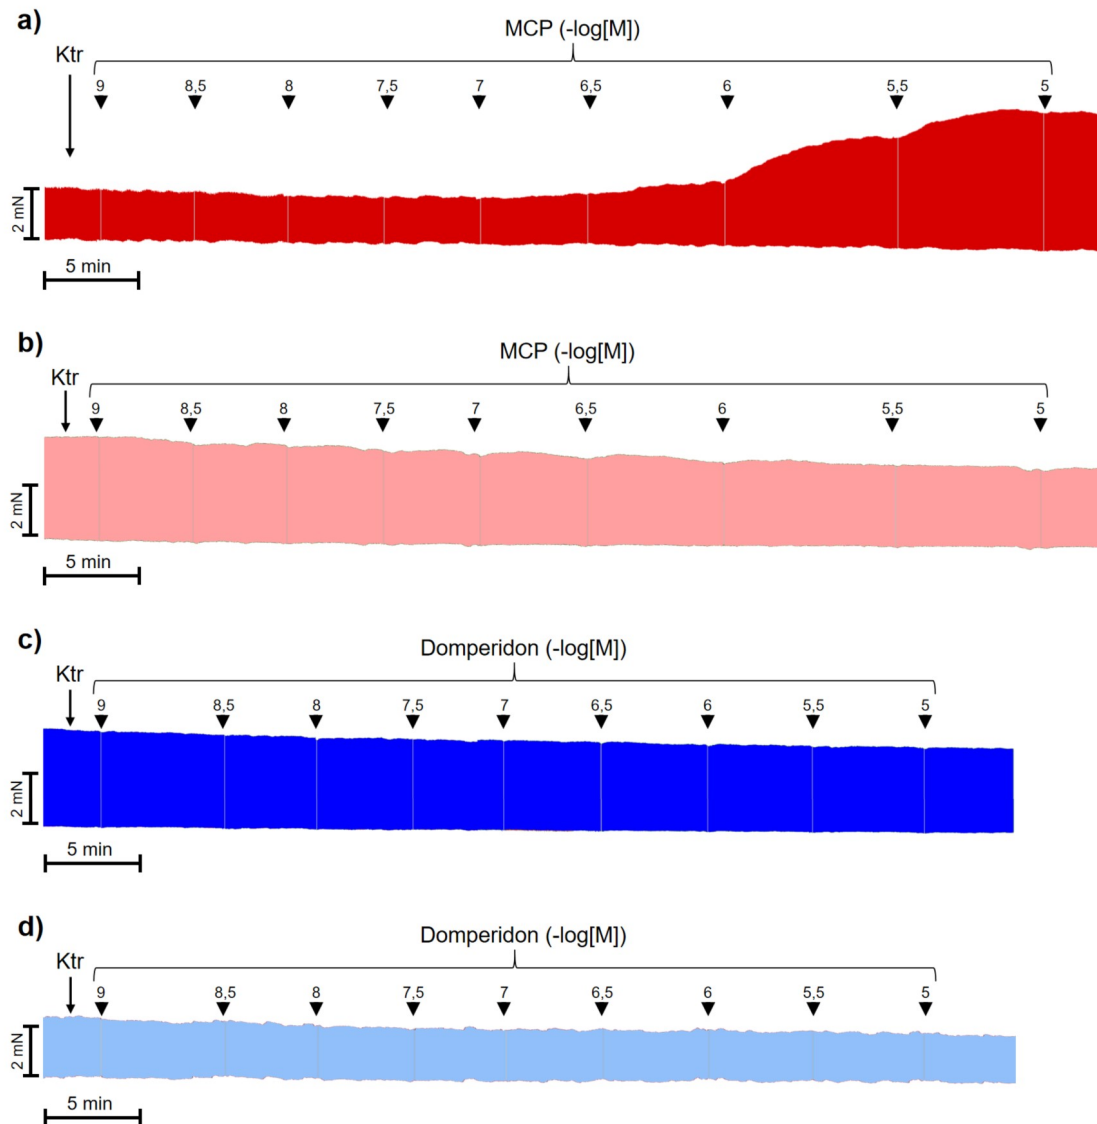 a)
MCP (-log[M])
Ktr
9 8,5 8 7,5 7 6,5 6 5,5 5
2 mN
5 min
b)
MCP (-log[M])
Ktr
9 8,5 8 7,5 7 6,5 6 5,5 5
2 mN
5 min
c)
Domperidon (-log[M])
Ktr
9 8,5 8 7,5 7 6,5 6 5,5 5
2 mN
5 min
d)
Domperidon (-log[M])
Ktr
9 8,5 8 7,5 7 6,5 6 5,5 5
2 mN
5 min